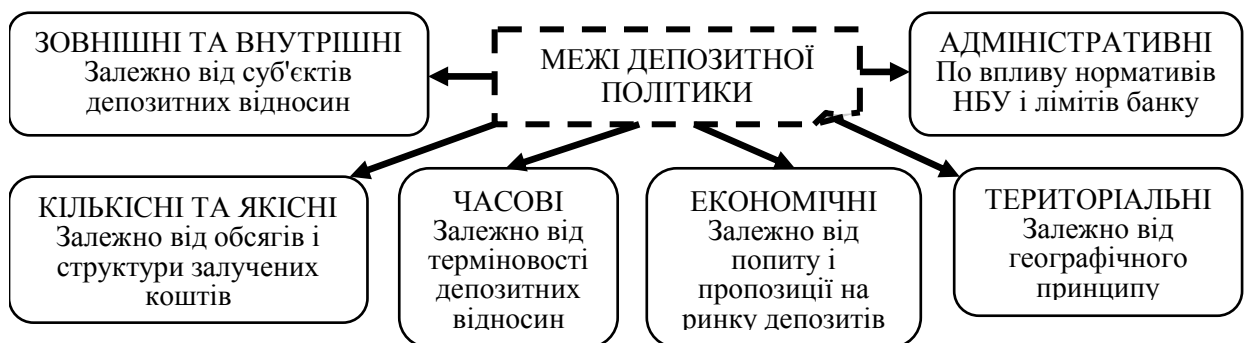 ЗОВНІШНІ ТА ВНУТРІШНІ
Залежно від суб'єктів
депозитних відносин
МЕЖІ ДЕПОЗИТНОЇ
ПОЛІТИКИ
АДМІНІСТРАТИВНІ
По впливу нормативів
НБУ і лімітів банку
КІЛЬКІСНІ ТА ЯКІСНІ
Залежно від обсягів і
структури залучених
коштів
ЧАСОВІ
Залежно від
терміновості
депозитних
відносин
ЕКОНОМІЧНІ
Залежно від
попиту і
пропозиції на
ринку депозитів
ТЕРИТОРІАЛЬНІ
Залежно від
географічного
принципу